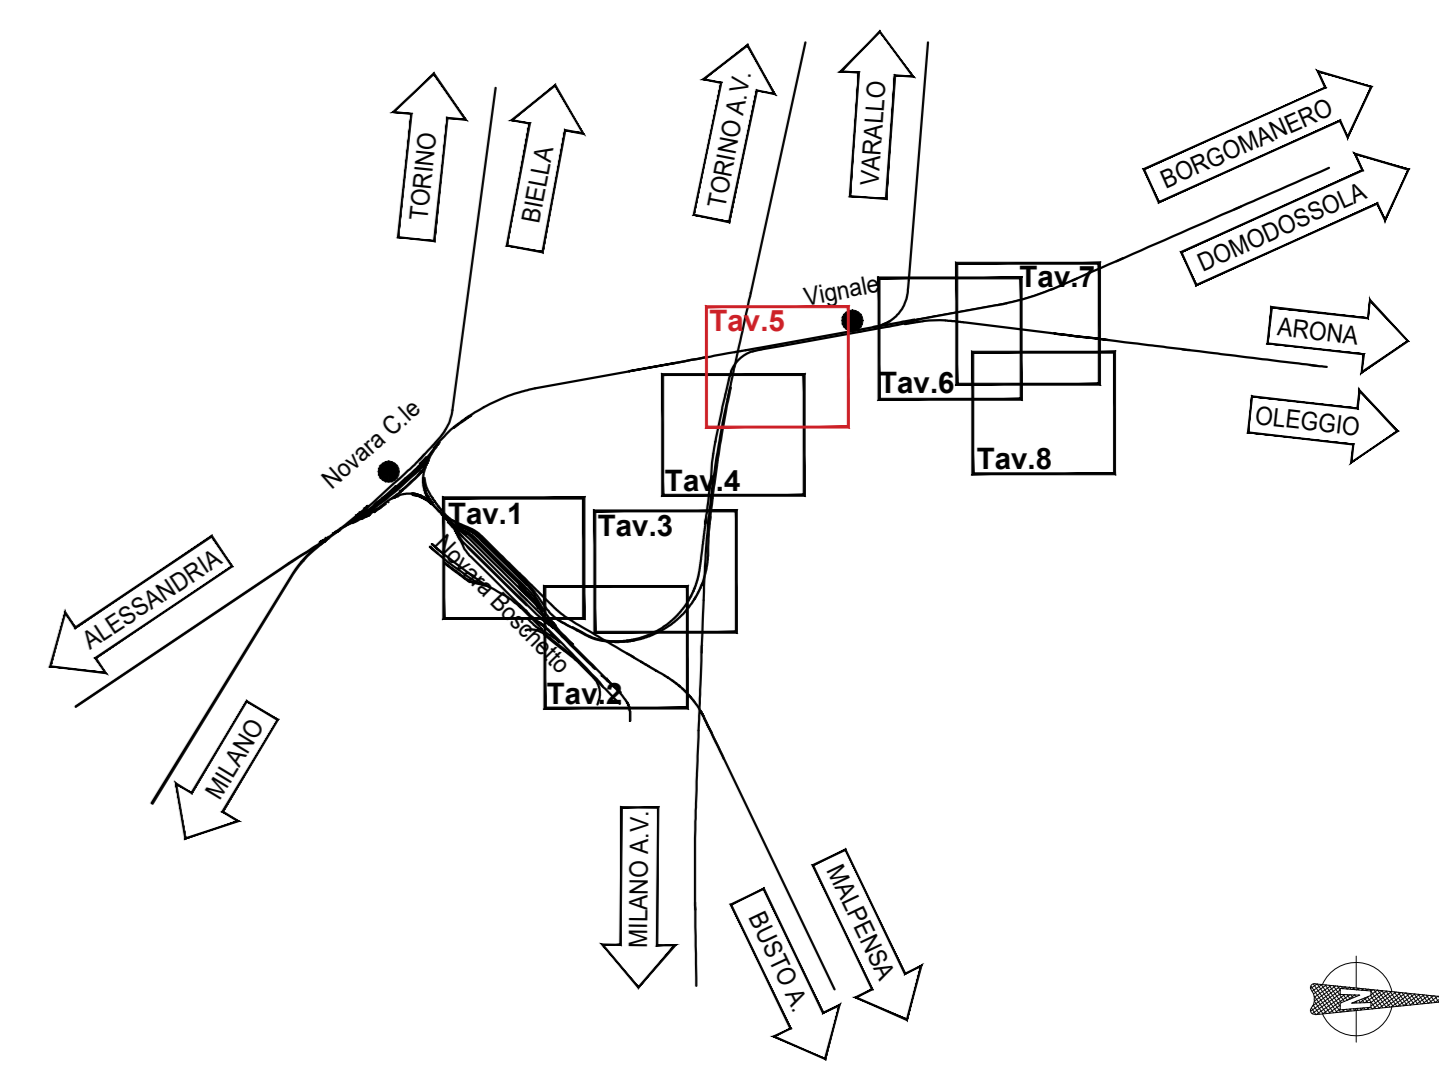 TORINO
BIELLA
TORINO A.V.
VARALLO
BORGOMANERO
DOMODOSSOLA
Vignale
Tav.7
Tav.5
ARONA
Tav.6
OLEGGIO
Novara C.le
Tav.8
Tav.4
Tav.1
Tav.3
Novara Boschetto
ALESSANDRIA
Tav.2
MILANO
MILANO A.V.
MALPENSA
BUSTO A.
N